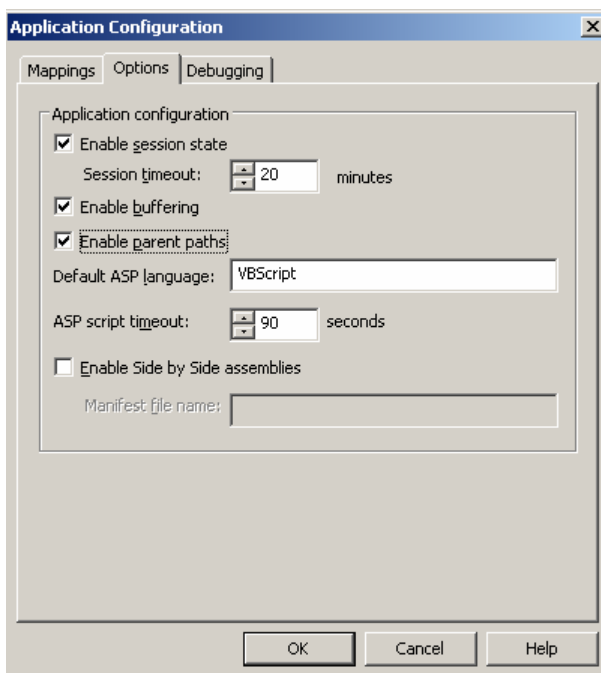 Application Configuration
Mappings Options Debugging
Application configuration
Enable session state
Session timeout: 20 minutes
Enable buffering
Enable parent paths
Default ASP language: VBScript
ASP script timeout: 90 seconds
Enable Side by Side assemblies
Manifest file name:
OK Cancel Help